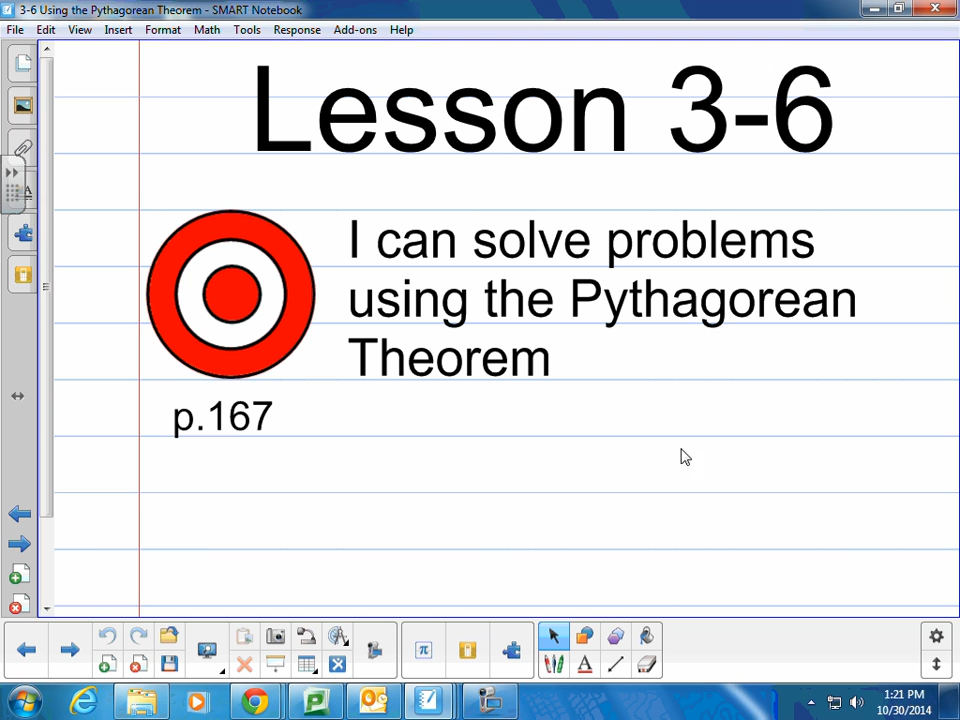 3-6 Using the Pythagorean Theorem - SMART Notebook
File Edit View Insert Format Math Tools Response Add-ons Help
Lesson 3-6
I can solve problems
using the Pythagorean
Theorem
p.167
π
1:21 PM
10/30/2014